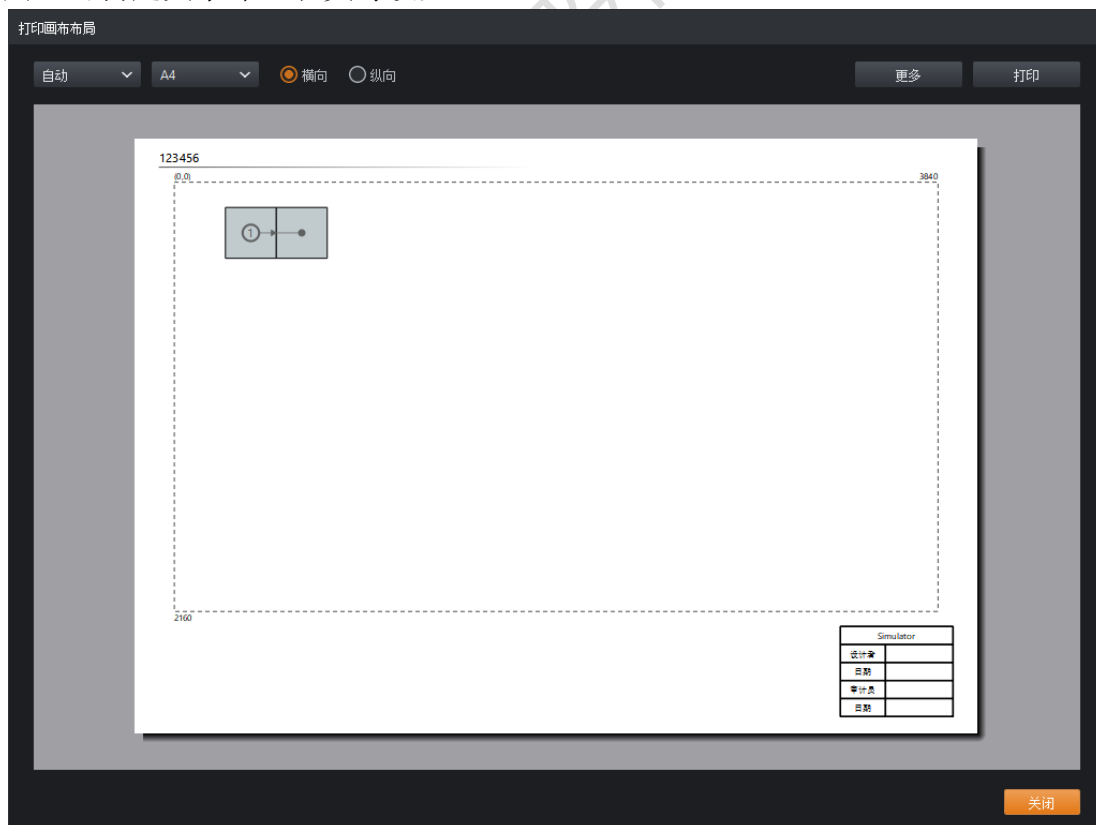 打印画布布局
自动 A4 横向 纵向 更多 打印
123456
(0,0) 3840
1
2160
Simulator
设计者
日期
审计员
日期
关闭